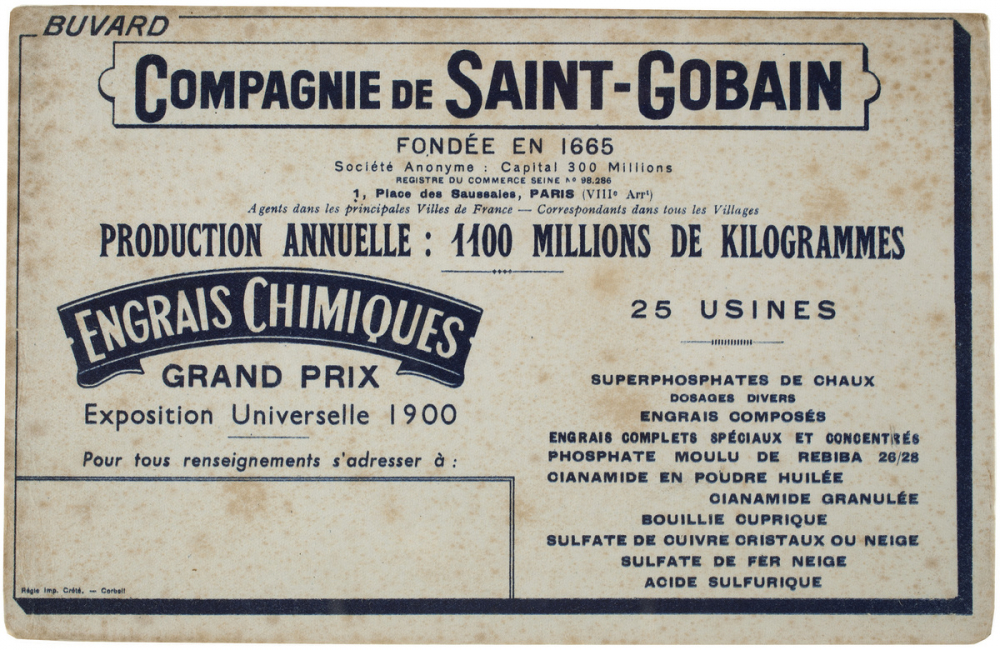 BUVARD
COMPAGNIE DE SAINT-GOBAIN
FONDÉE EN 1665
Société Anonyme : Capital 300 Millions
REGISTRE DU COMMERCE SEINE Nº 98.286
1, Place des Saussaies, PARIS (VIIIe Arrt)
Agents dans les principales Villes de France — Correspondants dans tous les Villages
PRODUCTION ANNUELLE : 1100 MILLIONS DE KILOGRAMMES
ENGRAIS CHIMIQUES
GRAND PRIX
Exposition Universelle 1900
Pour tous renseignements s'adresser à :
Régie Imp. Crété. — Corbeil
25 USINES
SUPERPHOSPHATES DE CHAUX
DOSAGES DIVERS
ENGRAIS COMPOSÉS
ENGRAIS COMPLETS SPÉCIAUX ET CONCENTRÉS
PHOSPHATE MOULU DE REBIBA 26/28
CIANAMIDE EN POUDRE HUILÉE
CIANAMIDE GRANULÉE
BOUILLIE CUPRIQUE
SULFATE DE CUIVRE CRISTAUX OU NEIGE
SULFATE DE FER NEIGE
ACIDE SULFURIQUE